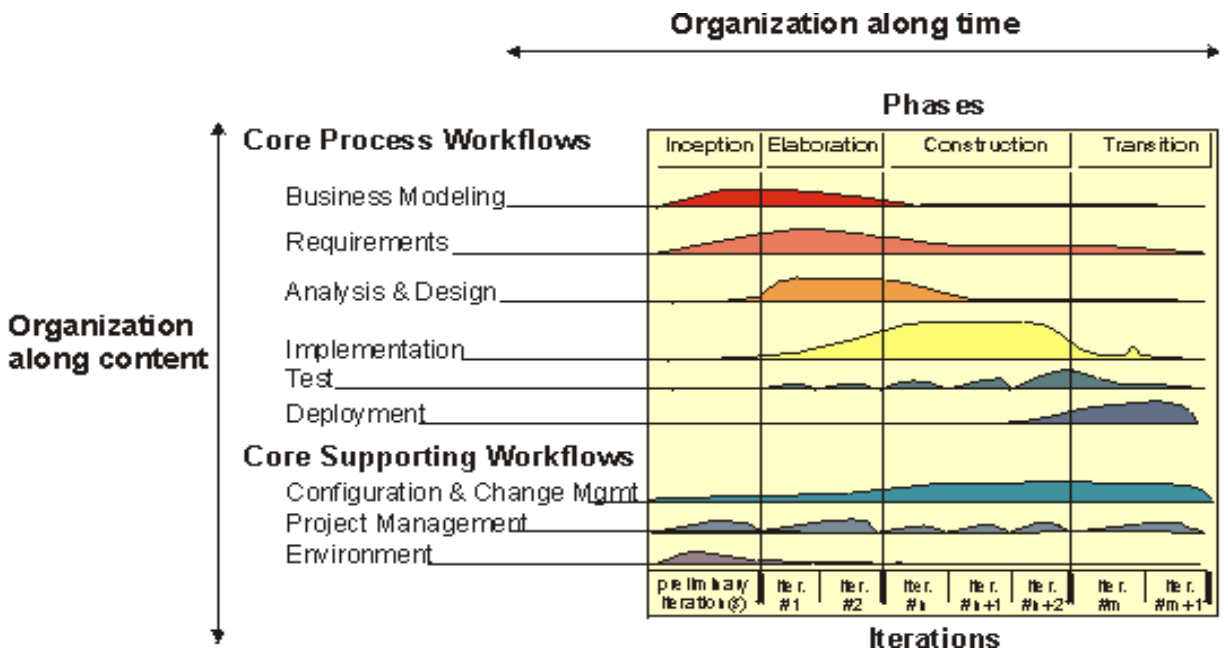 Organization along time
Phases
Core Process Workflows
Inception Elaboration Construction Transition
Business Modeling
Requirements
Analysis & Design
Organization
along content
Implementation
Test
Deployment
Core Supporting Workflows
Configuration & Change Mgmt
Project Management
Environment
preliminary
iteration(s)
Iter.
#1
Iter.
#2
Iter.
#n
Iter.
#n+1
Iter.
#n+2
Iter.
#m
Iter.
#m+1
Iterations